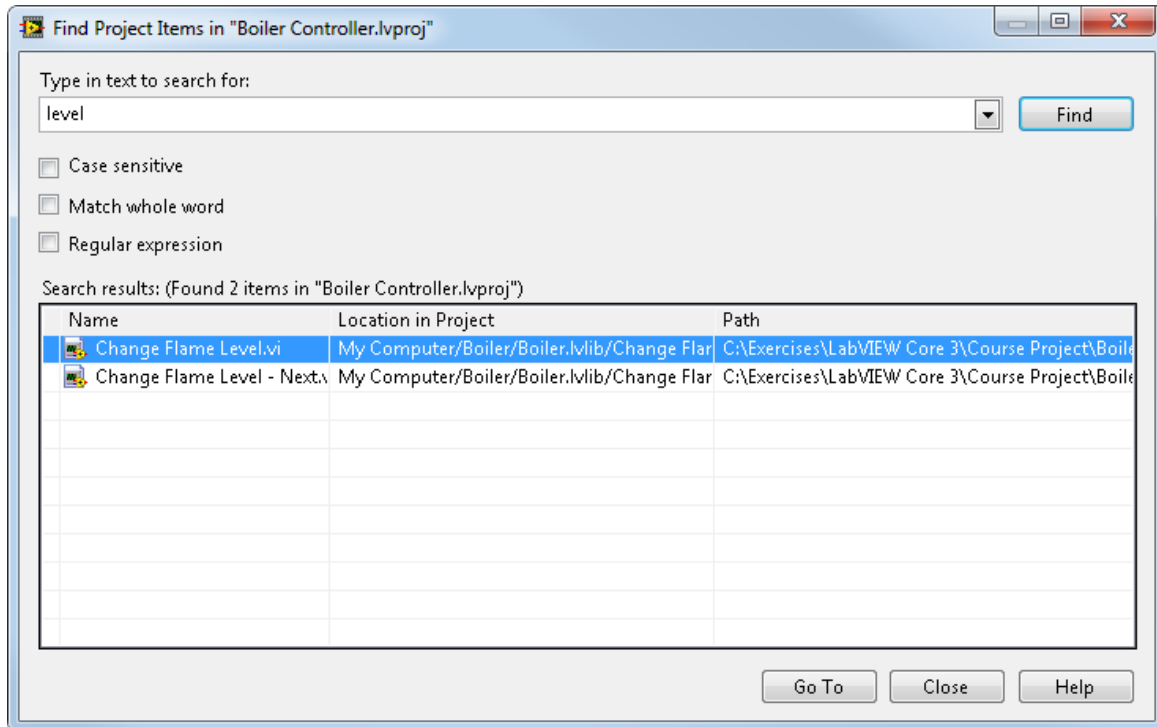 Find Project Items in "Boiler Controller.lvproj"
Type in text to search for:
level Find
Case sensitive
Match whole word
Regular expression
Search results: (Found 2 items in "Boiler Controller.lvproj")
Name Location in Project Path
Change Flame Level.vi My Computer/Boiler/Boiler.lvlib/Change Flar C:\Exercises\LabVIEW Core 3\Course Project\Boile
Change Flame Level - Next.v My Computer/Boiler/Boiler.lvlib/Change Flar C:\Exercises\LabVIEW Core 3\Course Project\Boile
Go To Close Help